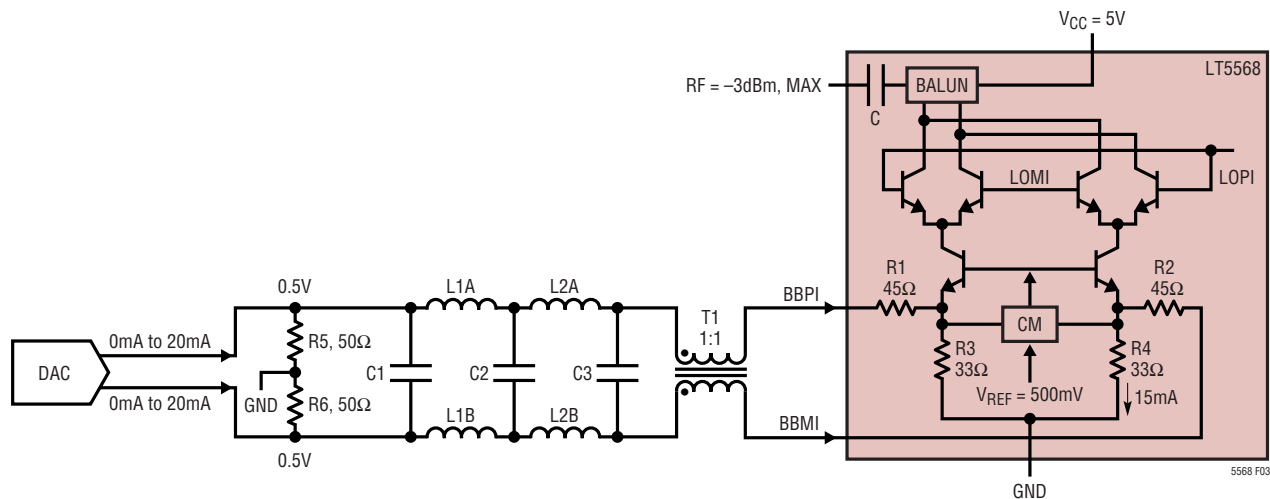 V_CC = 5V
LT5568
RF = –3dBm, MAX
C
BALUN
LOMI
LOPI
R1
45Ω
R2
45Ω
0.5V
L1A
L2A
T1
1:1
BBPI
CM
DAC
0mA to 20mA
R5, 50Ω
C1
C2
C3
R3
33Ω
R4
33Ω
0mA to 20mA
GND
R6, 50Ω
V_REF = 500mV
15mA
L1B
L2B
BBMI
0.5V
GND
5568 F03